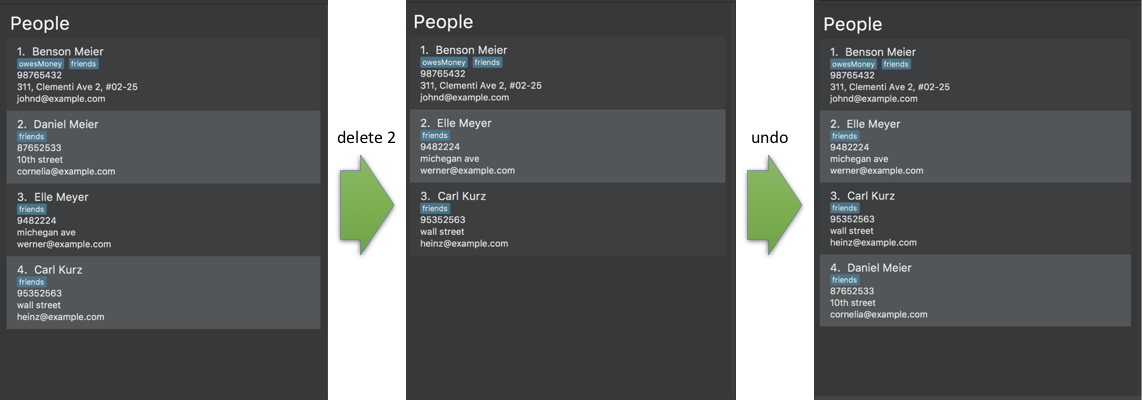 People
1. Benson Meier
owesMoney friends
98765432
311, Clementi Ave 2, #02-25
johnd@example.com
2. Daniel Meier
friends
87652533
10th street
cornelia@example.com
3. Elle Meyer
friends
9482224
michegan ave
werner@example.com
4. Carl Kurz
friends
95352563
wall street
heinz@example.com
delete 2
People
1. Benson Meier
owesMoney friends
98765432
311, Clementi Ave 2, #02-25
johnd@example.com
2. Elle Meyer
friends
9482224
michegan ave
werner@example.com
3. Carl Kurz
friends
95352563
wall street
heinz@example.com
undo
People
1. Benson Meier
owesMoney friends
98765432
311, Clementi Ave 2, #02-25
johnd@example.com
2. Elle Meyer
friends
9482224
michegan ave
werner@example.com
3. Carl Kurz
friends
95352563
wall street
heinz@example.com
4. Daniel Meier
friends
87652533
10th street
cornelia@example.com